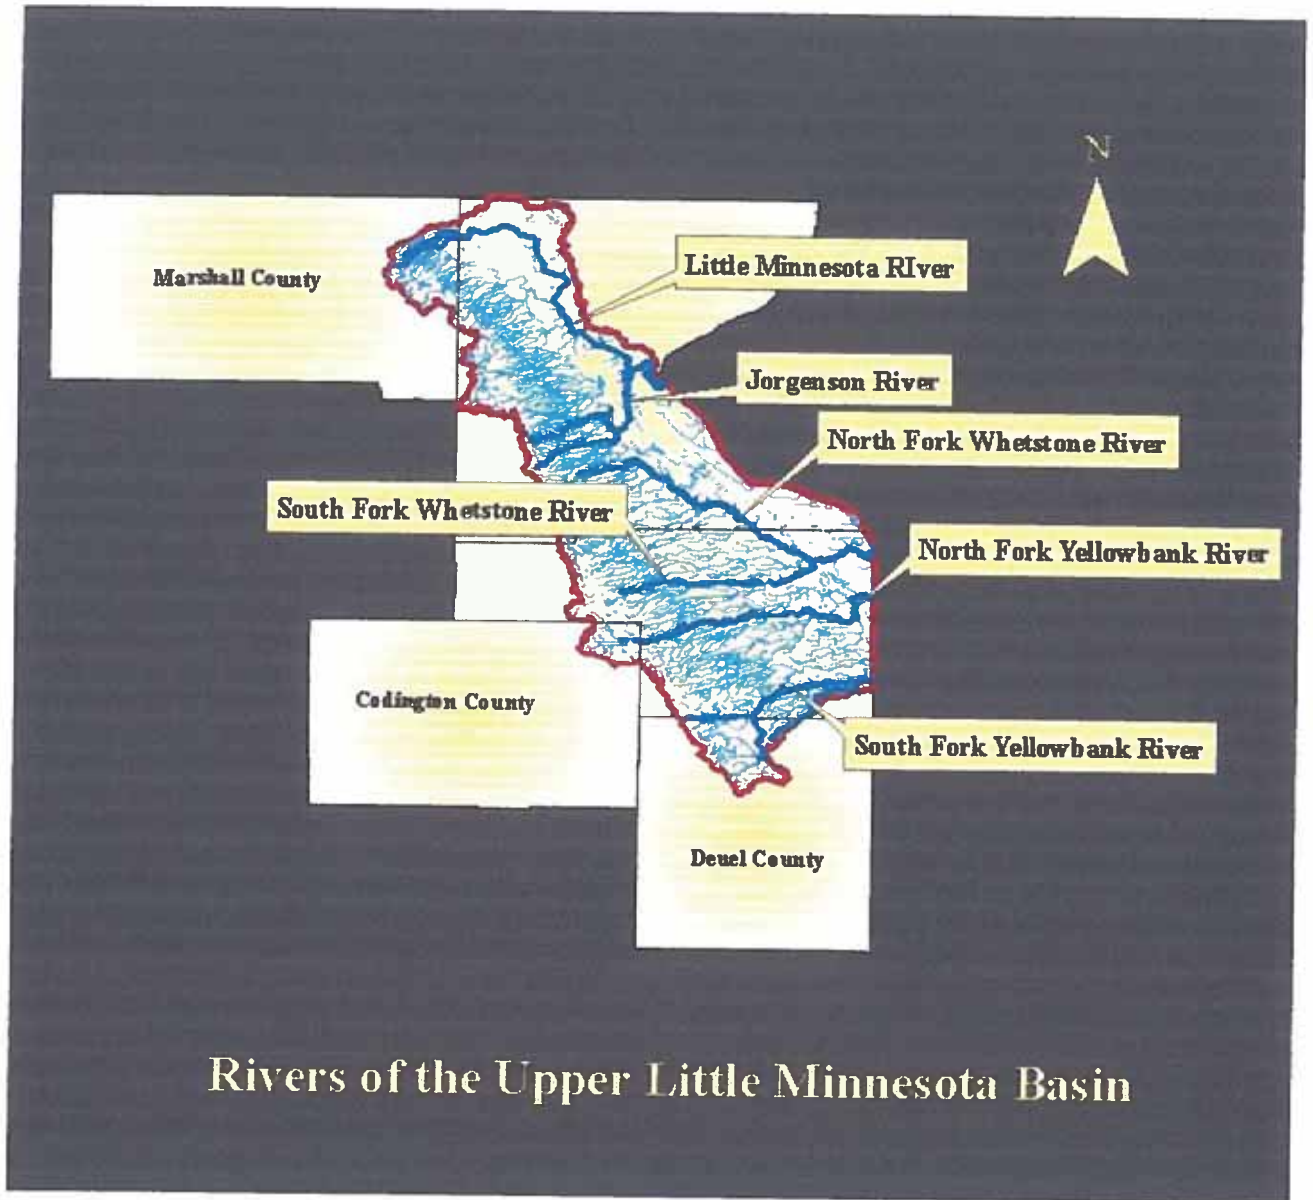 N
Marshall County
Little Minnesota RIver
Jorgenson River
North Fork Whetstone River
South Fork Whetstone River
North Fork Yellowbank River
Codington County
South Fork Yellowbank River
Deuel County
Rivers of the Upper Little Minnesota Basin